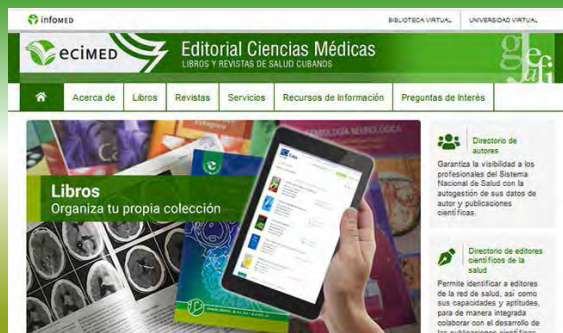 infomed
BIBLIOTECA VIRTUAL
UNIVERSIDAD VIRTUAL
ecimed
Editorial Ciencias Médicas
LIBROS Y REVISTAS DE SALUD CUBANOS
Acerca de
Libros
Revistas
Servicios
Recursos de Información
Preguntas de Interés
Libros
Organiza tu propia colección
NEUROLÓGICA
Directorio de
autores
Garantiza la visibilidad a los
profesionales del Sistema
Nacional de Salud con la
autogestión de sus datos de
autor y publicaciones
científicas.
Directorio de editores
científicos de la
salud
Permite identificar a editores
de la red de salud, así como
sus capacidades y aptitudes,
para de manera integrada
colaborar con el desarrollo de
las publicaciones científicas